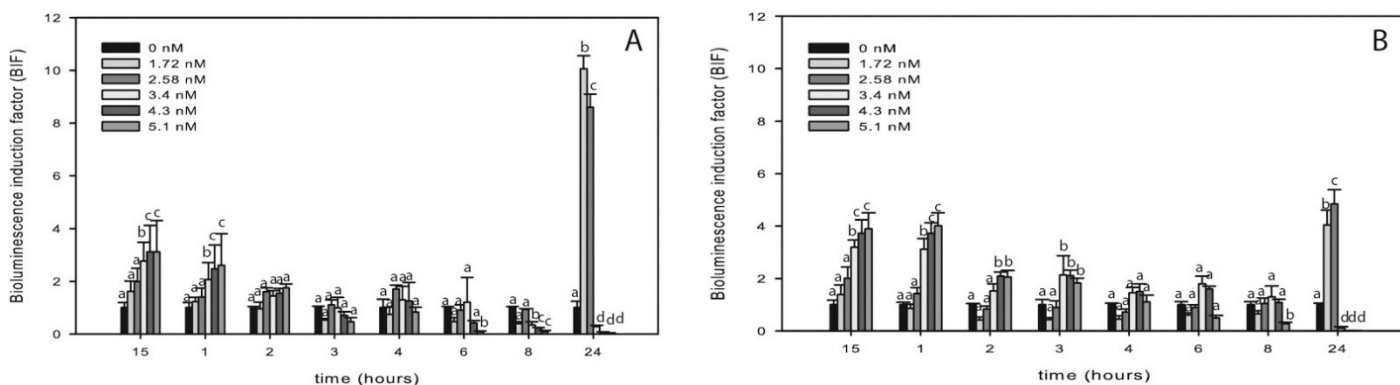 A
Bioluminescence induction factor (BIF)
12
10
8
6
4
2
0
0 nM
1.72 nM
2.58 nM
3.4 nM
4.3 nM
5.1 nM
a a a b c c
a a a b c c
a a a a a a
a a a a a a
a a a a a a
a a a a a b
a a a b c c
a b c d d d
15 1 2 3 4 6 8 24
time (hours)
B
Bioluminescence induction factor (BIF)
12
10
8
6
4
2
0
0 nM
1.72 nM
2.58 nM
3.4 nM
4.3 nM
5.1 nM
a a a c c c
a a a b c c
a a a a b b
a a a b b b
a a a a a a
a a a a a a
a a a a a b
a b c d d d
15 1 2 3 4 6 8 24
time (hours)